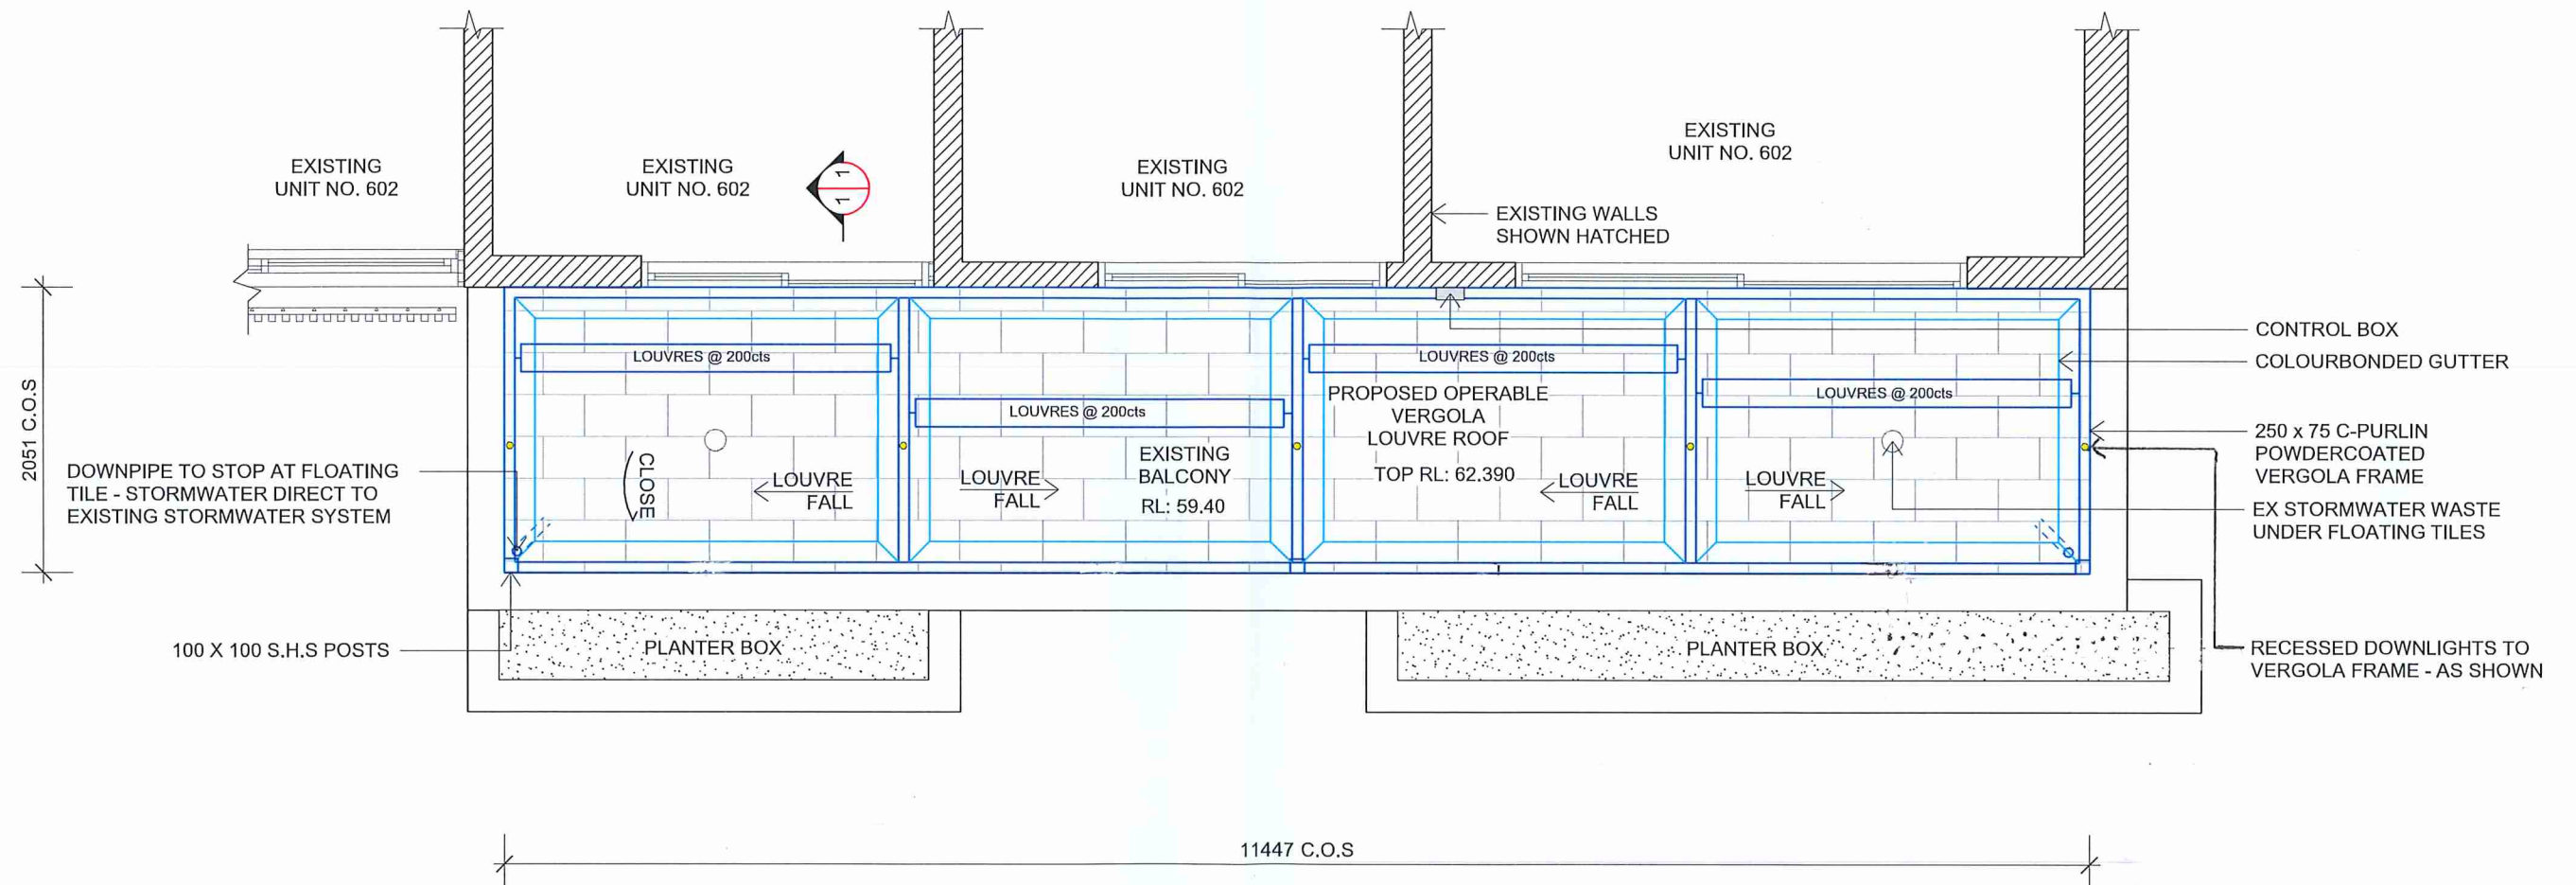 EXISTING
UNIT NO. 602
EXISTING
UNIT NO. 602
1
1
EXISTING
UNIT NO. 602
EXISTING
UNIT NO. 602
EXISTING WALLS
SHOWN HATCHED
CONTROL BOX
COLOURBONDED GUTTER
250 x 75 C-PURLIN
POWDERCOATED
VERGOLA FRAME
EX STORMWATER WASTE
UNDER FLOATING TILES
RECESSED DOWNLIGHTS TO
VERGOLA FRAME - AS SHOWN
LOUVRES @ 200cts
LOUVRES @ 200cts
LOUVRES @ 200cts
LOUVRES @ 200cts
PROPOSED OPERABLE
VERGOLA
LOUVRE ROOF
TOP RL: 62.390
EXISTING
BALCONY
RL: 59.40
CLOSE
LOUVRE
FALL
LOUVRE
FALL
LOUVRE
FALL
LOUVRE
FALL
2051 C.O.S
DOWNPIPE TO STOP AT FLOATING
TILE - STORMWATER DIRECT TO
EXISTING STORMWATER SYSTEM
100 X 100 S.H.S POSTS
PLANTER BOX
PLANTER BOX
11447 C.O.S